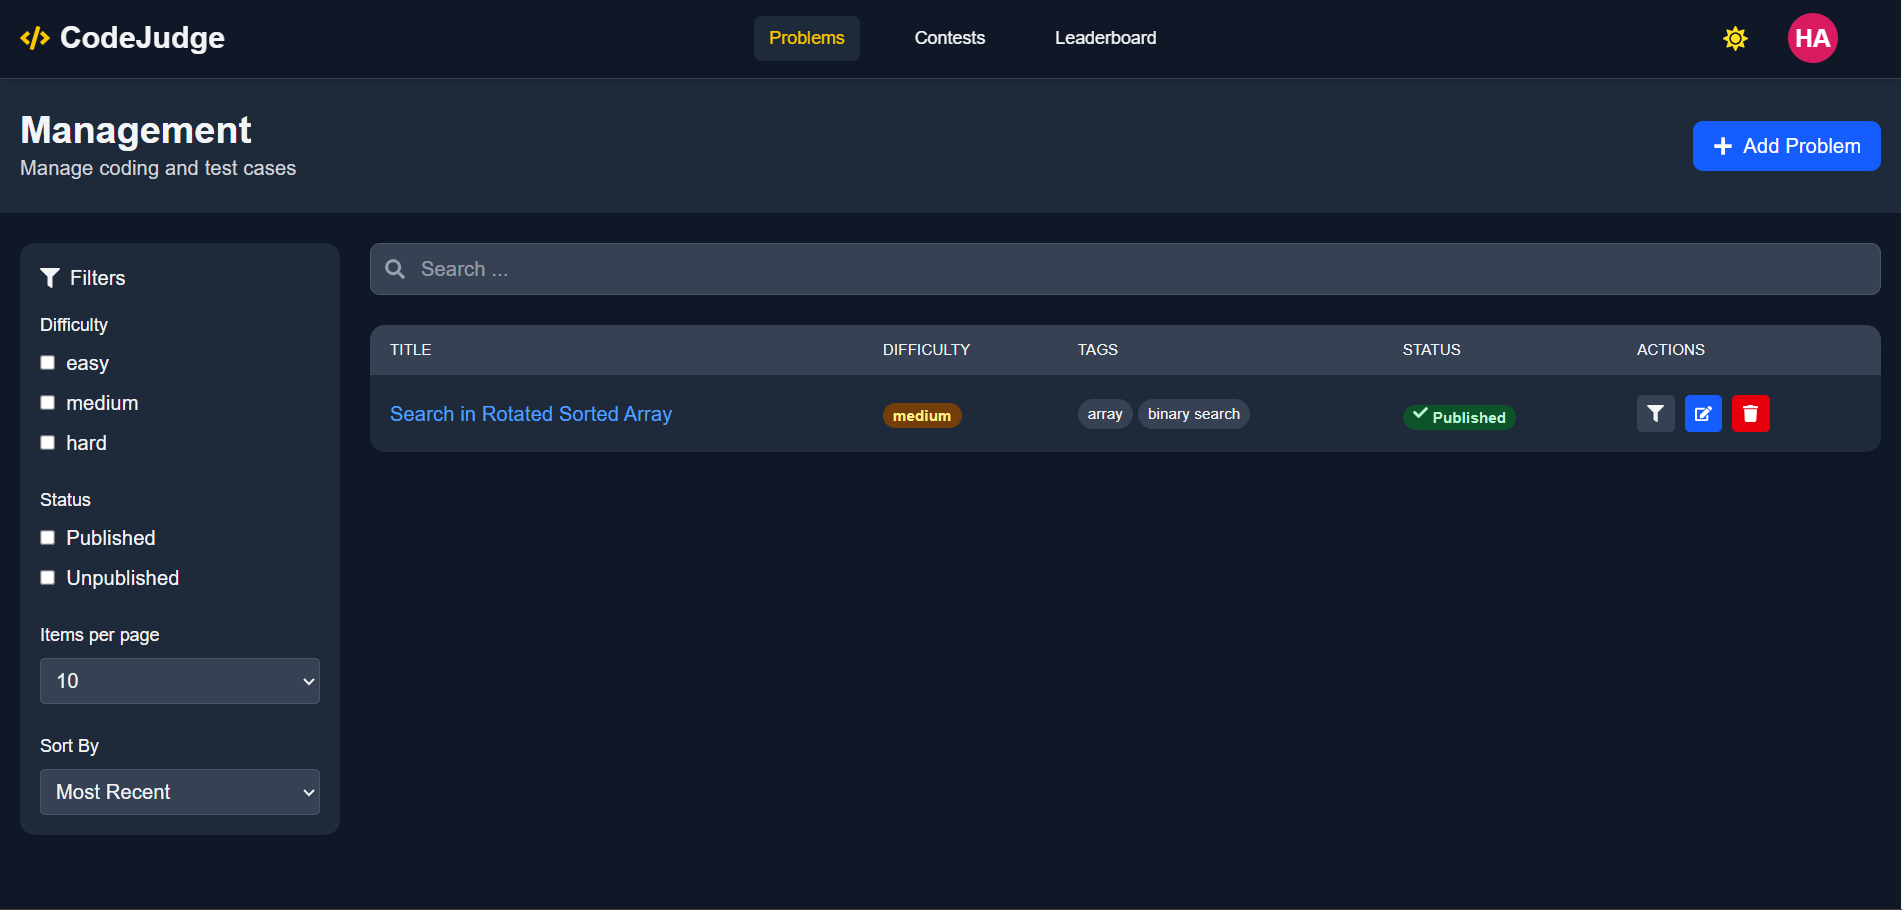 CodeJudge
Problems
Contests
Leaderboard
HA
Management
Manage coding and test cases
Add Problem
Filters
Difficulty
easy
medium
hard
Status
Published
Unpublished
Items per page
10
Sort By
Most Recent
Search ...
TITLE DIFFICULTY TAGS STATUS ACTIONS
Search in Rotated Sorted Array medium array binary search Published